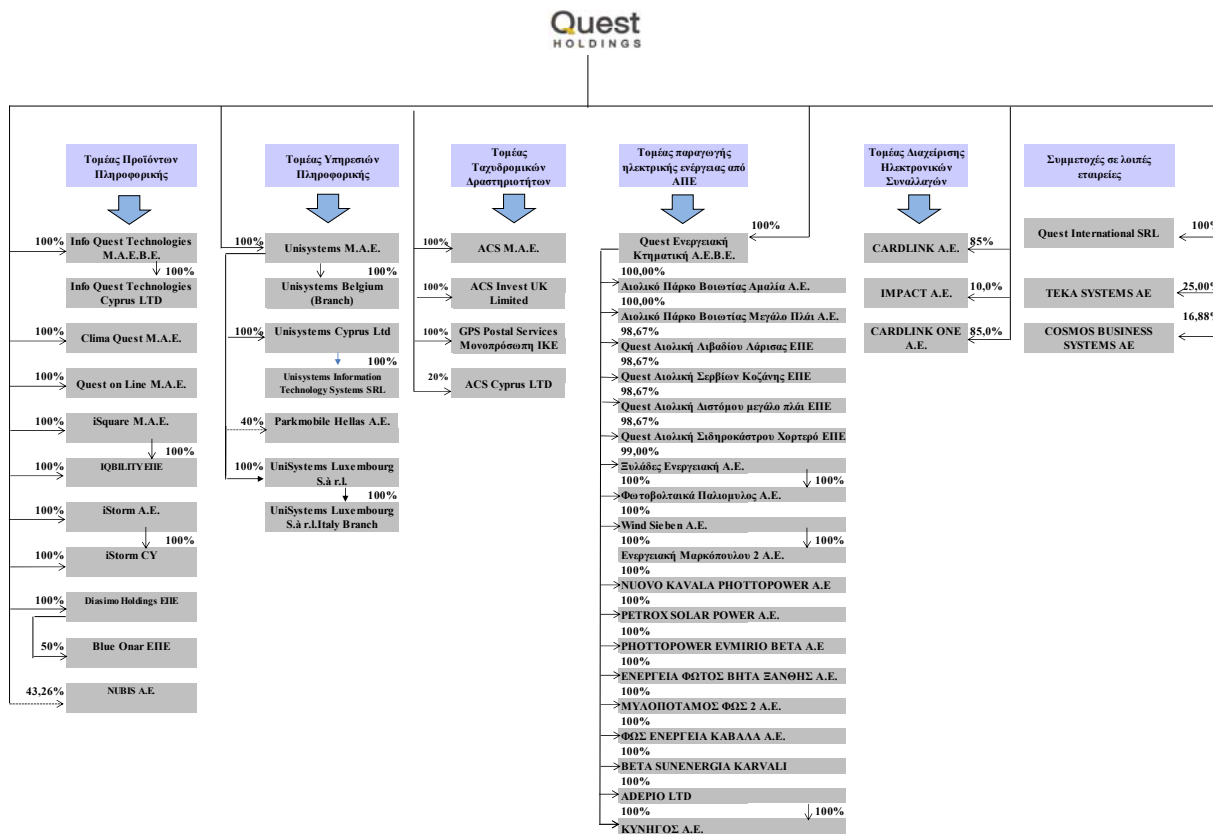 Quest
HOLDINGS
Τομέας Προϊόντων
Πληροφορικής
100%
Info Quest Technologies
Μ.Α.Ε.Β.Ε.
100%
Info Quest Technologies
Cyprus LTD
100%
Clima Quest Μ.Α.Ε.
100%
Quest on Line Μ.Α.Ε.
100%
iSquare Μ.Α.Ε.
100%
100%
IQBILITY ΕΠΕ
100%
iStorm Α.Ε.
100%
100%
iStorm CY
100%
Diasimo Holdings ΕΠΕ
50%
Blue Onar ΕΠΕ
43,26%
NUBIS Α.Ε.
Τομέας Υπηρεσιών
Πληροφορικής
100%
Unisystems Μ.Α.Ε.
100%
Unisystems Belgium
(Branch)
100%
Unisystems Cyprus Ltd
100%
Unisystems Information
Technology Systems SRL
40%
Parkmobile Hellas Α.Ε.
100%
UniSystems Luxembourg
S.à r.l.
100%
UniSystems Luxembourg
S.à r.l.Italy Branch
Τομέας
Ταχυδρομικών
Δραστηριοτήτων
100%
ACS Μ.Α.Ε.
100%
ACS Invest UK
Limited
100%
GPS Postal Services
Μονοπρόσωπη ΙΚΕ
20%
ACS Cyprus LTD
Τομέας παραγωγής
ηλεκτρικής ενέργειας από
ΑΠΕ
100%
Quest Ενεργειακή
Κτηματική Α.Ε.Β.Ε.
100,00%
Αιολικό Πάρκο Βοιωτίας Αμαλία Α.Ε.
100,00%
Αιολικό Πάρκο Βοιωτίας Μεγάλο Πλάι Α.Ε.
98,67%
Quest Αιολική Λιβαδίου Λάρισας ΕΠΕ
98,67%
Quest Αιολική Σερβίων Κοζάνης ΕΠΕ
98,67%
Quest Αιολική Διστόμου μεγάλο πλάι ΕΠΕ
98,67%
Quest Αιολική Σιδηροκάστρου Χορτερό ΕΠΕ
99,00%
Ξυλάδες Ενεργειακή Α.Ε.
100%
100%
Φωτοβολταικά Παλιομυλος Α.Ε.
100%
Wind Sieben Α.Ε.
100%
100%
Ενεργειακή Μαρκόπουλου 2 Α.Ε.
100%
NUOVO KAVALA PHOTTOPOWER Α.Ε
100%
PETROX SOLAR POWER Α.Ε.
100%
PHOTTOPOWER EVMIRIO BETA Α.Ε
100%
ΕΝΕΡΓΕΙΑ ΦΩΤΟΣ ΒΗΤΑ ΞΑΝΘΗΣ Α.Ε.
100%
ΜΥΛΟΠΟΤΑΜΟΣ ΦΩΣ 2 Α.Ε.
100%
ΦΩΣ ΕΝΕΡΓΕΙΑ ΚΑΒΑΛΑ Α.Ε.
100%
BETA SUNENERGIA KARVALI
100%
ADEPIO LTD
100%
100%
ΚΥΝΗΓΟΣ Α.Ε.
Τομέας Διαχείρισης
Ηλεκτρονικών
Συναλλαγών
CARDLINK Α.Ε.
85%
IMPACT Α.Ε.
10,0%
CARDLINK ONE
Α.Ε.
85,0%
Συμμετοχές σε λοιπές
εταιρείες
Quest International SRL
100%
TEKA SYSTEMS ΑΕ
25,00%
COSMOS BUSINESS
SYSTEMS ΑΕ
16,88%